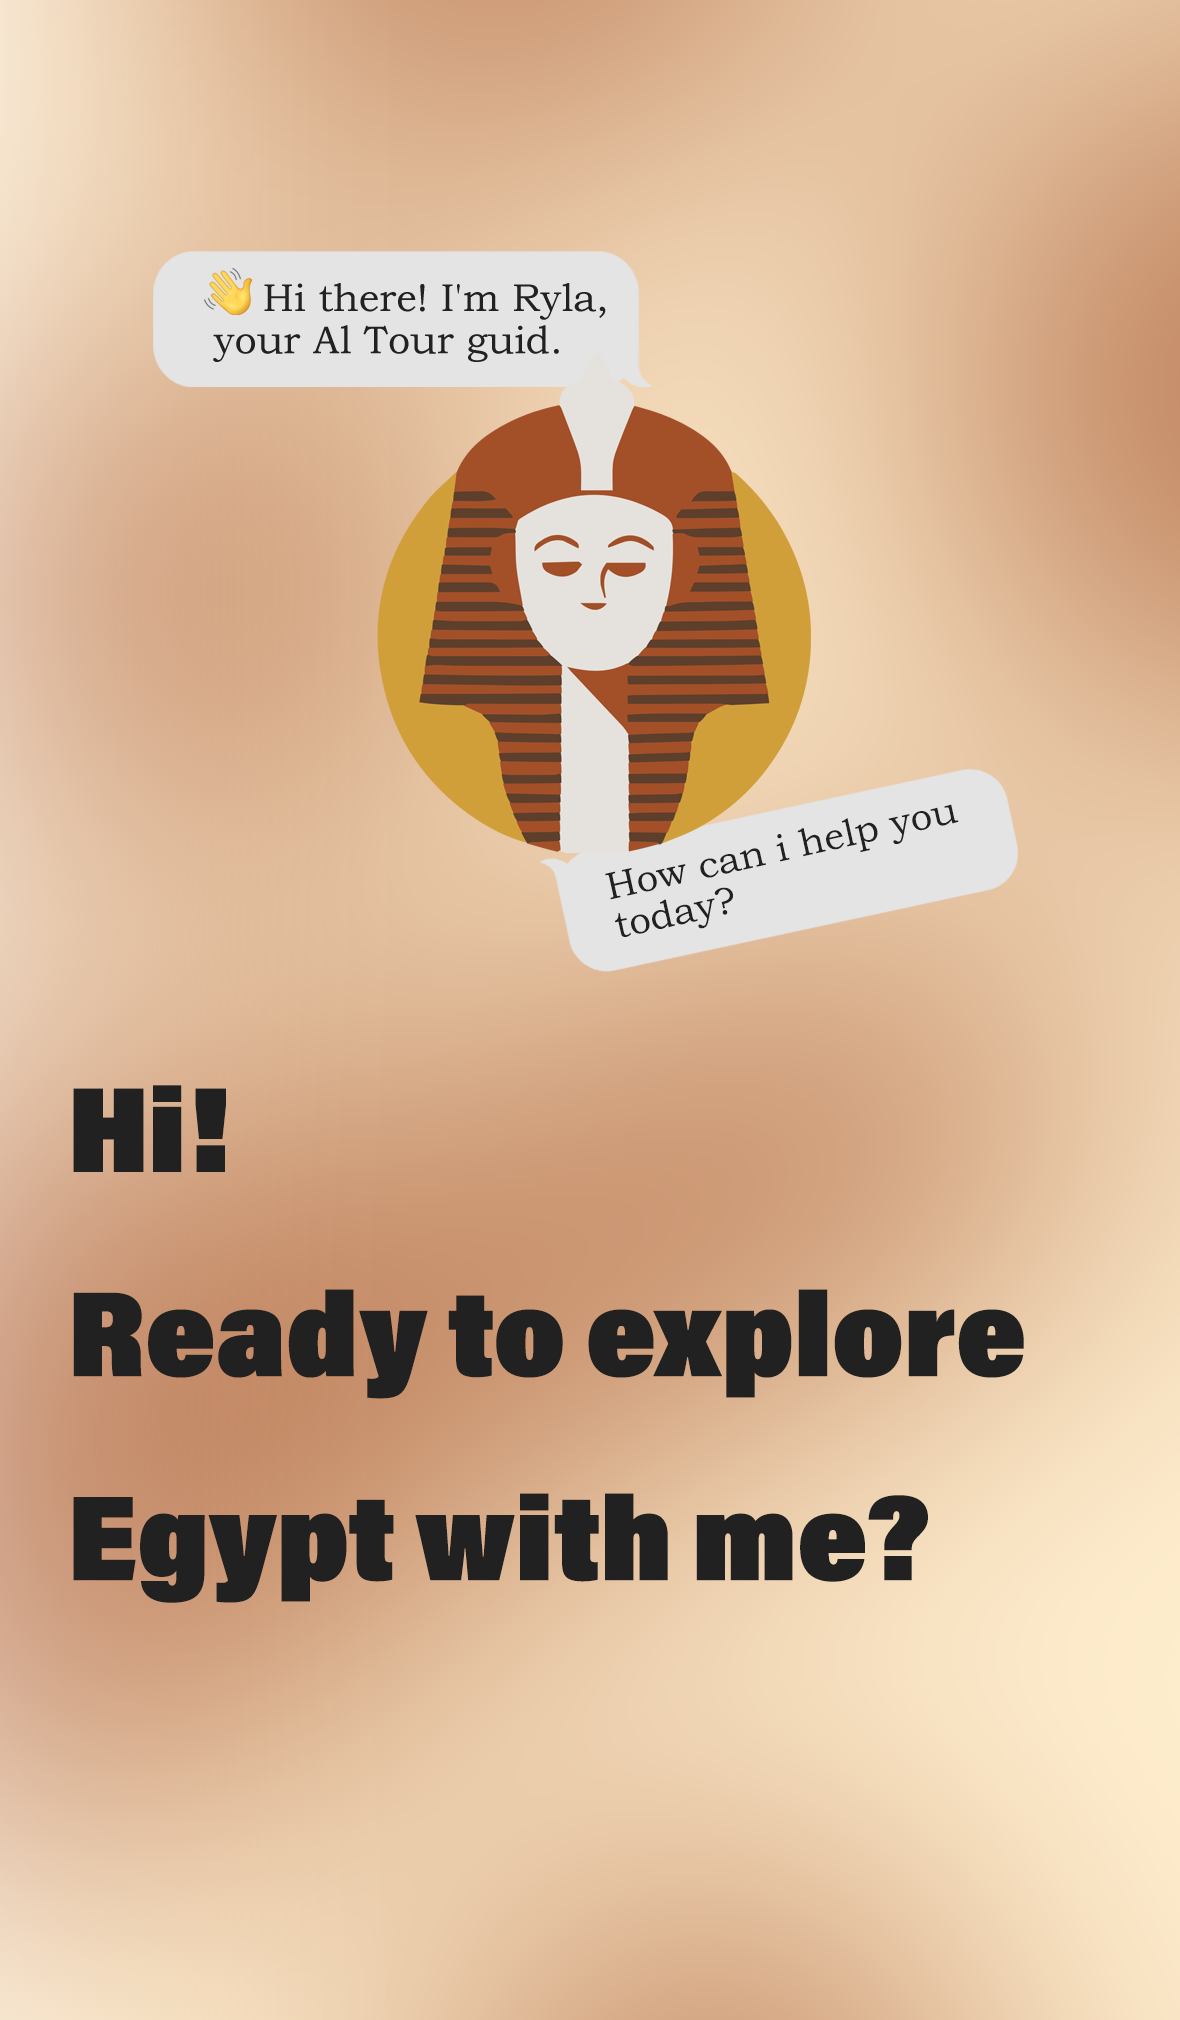 👋 Hi there! I'm Ryla,
your Al Tour guid.
How can i help you
today?
Hi!
Ready to explore
Egypt with me?